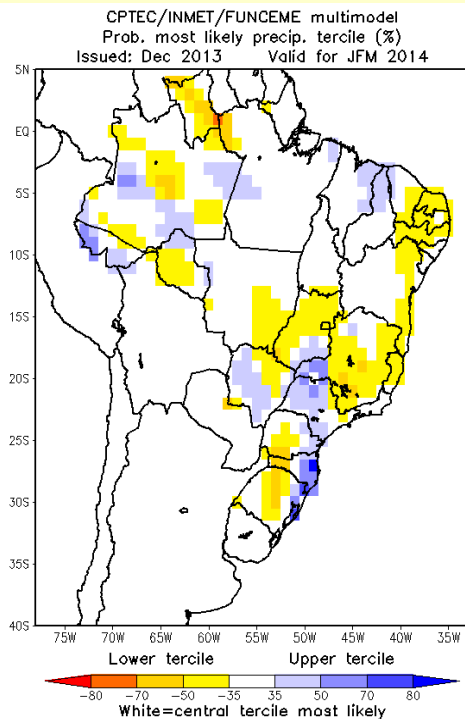 CPTEC/INMET/FUNCEME multimodel
Prob. most likely precip. tercile (%)
Issued: Dec 2013 Valid for JFM 2014
5N
EQ
5S
10S
15S
20S
25S
30S
35S
40S
75W 70W 65W 60W 55W 50W 45W 40W 35W
Lower tercile Upper tercile
-80 -70 -50 -35 35 50 70 80
White=central tercile most likely